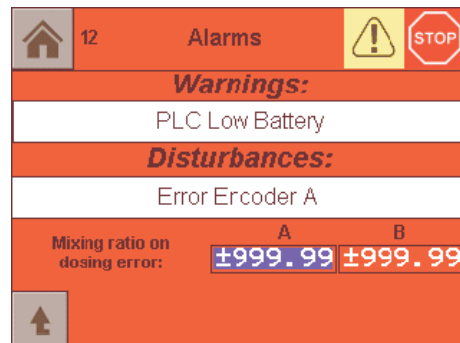 12 Alarms STOP
Warnings:
PLC Low Battery
Disturbances:
Error Ercoder A
A B
Mixing ratio on
dosing error: ±999.99 ±999.99